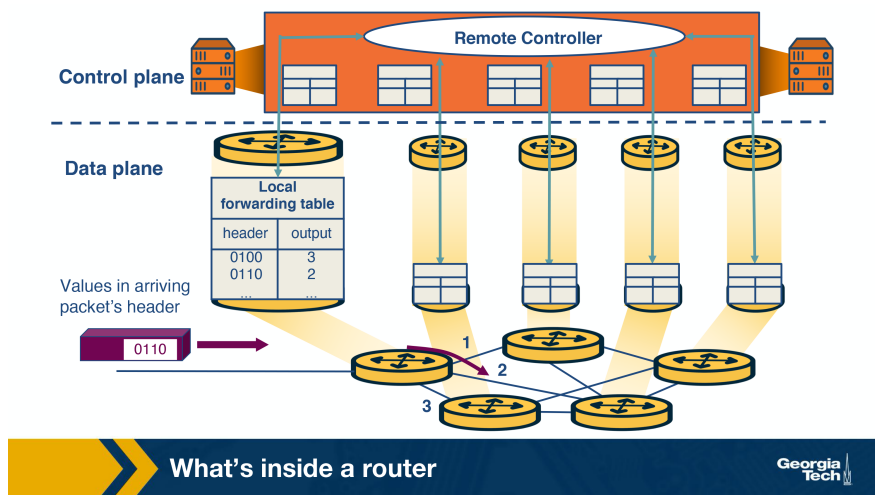 Remote Controller
Control plane
Data plane
Local
forwarding table
header output
0100 3
0110 2
... ...
Values in arriving
packet's header
0110
1
2
3
What's inside a router
Georgia
Tech